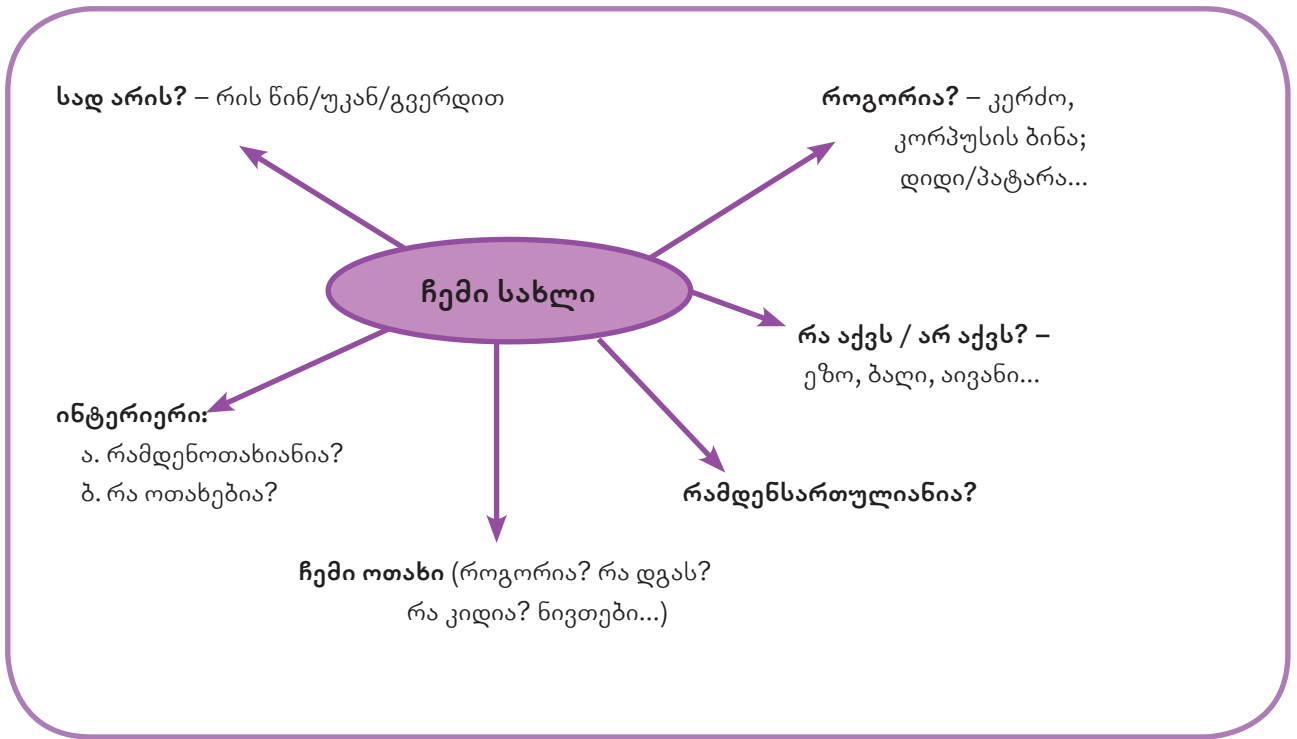 სად არის? – რის წინ/უკან/გვერდით
როგორია? – კერძო,
კორპუსის ბინა;
დიდი/პატარა...
ჩემი სახლი
რა აქვს / არ აქვს? –
ეზო, ბაღი, აივანი...
ინტერიერი:
ა. რამდენოთახიანია?
ბ. რა ოთახებია?
რამდენსართულიანია?
ჩემი ოთახი (როგორია? რა დგას?
რა კიდია? ნივთები...)